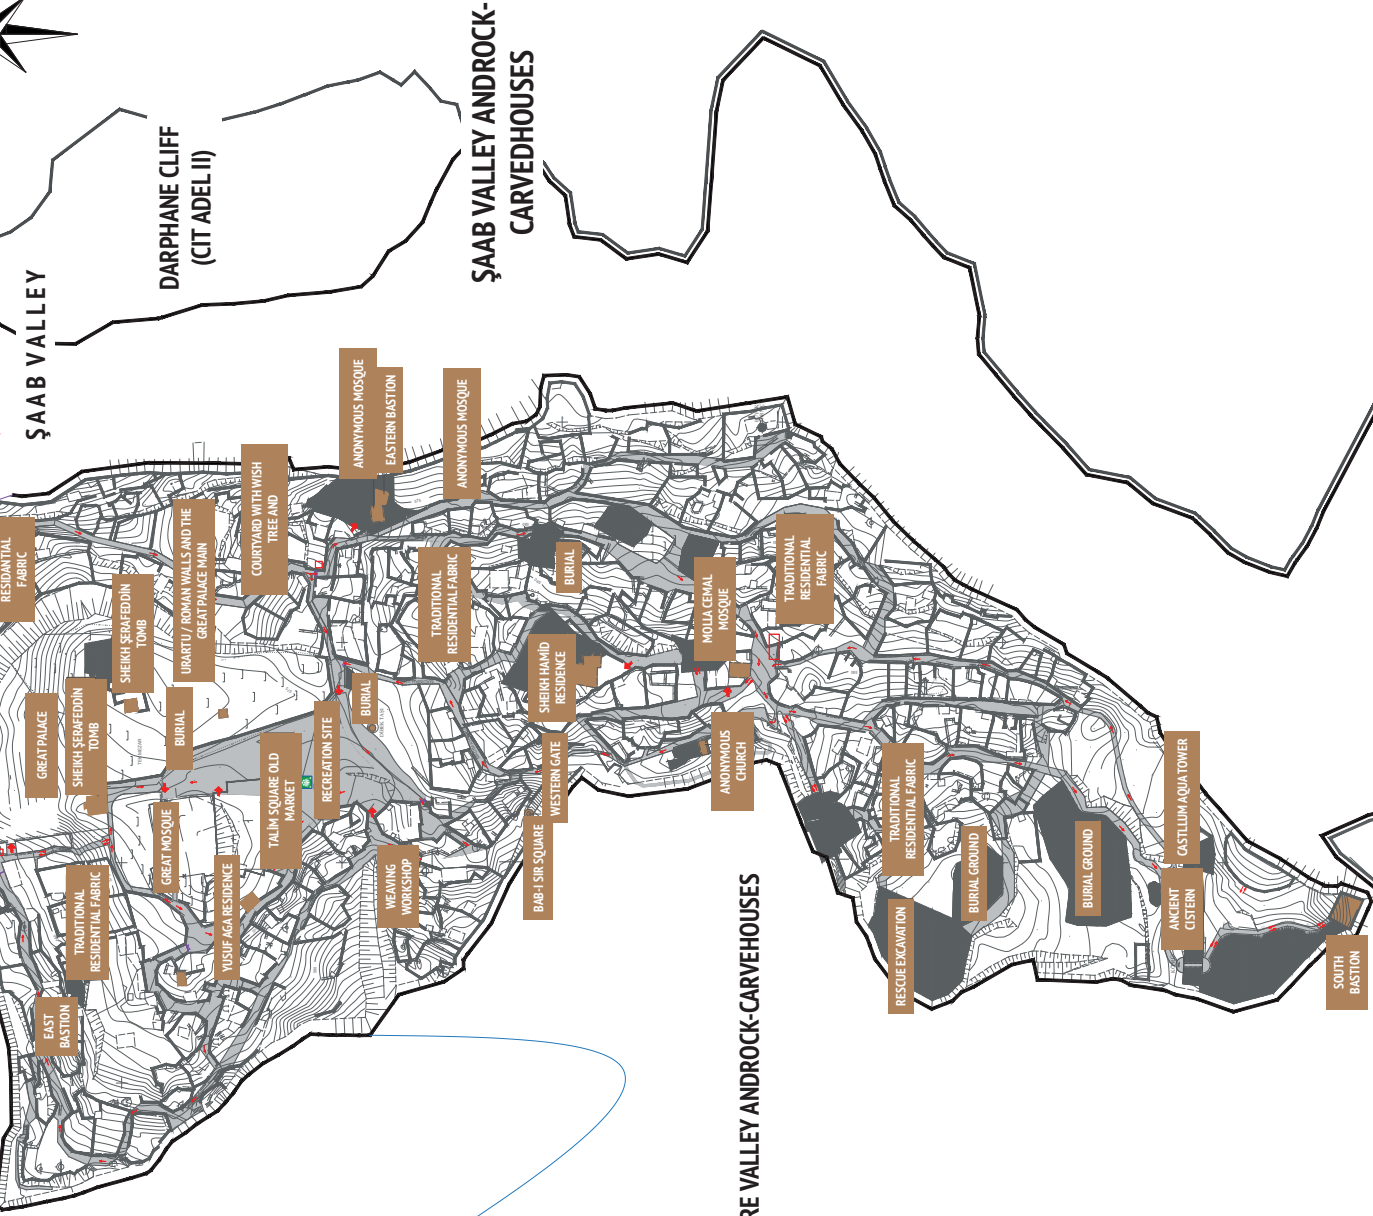 ŞAAB VALLEY
DARPHANE CLIFF
(CIT ADEL II)
ŞAAB VALLEY ANDROCK-
CARVEDHOUSES
RESIDANTIAL
FABRIC
SHEIKH ŞERAFEDDİN
TOMB
URARTU / ROMAN WALLS AND THE
GREAT PALACE MAIN
COURTYARD WITH WISH
TREE AND
ANONYMOUS MOSQUE
EASTERN BASTION
ANONYMOUS MOSQUE
GREAT PALACE
SHEIKH ŞERAFEDDİN
TOMB
BURIAL
TALİM SQUARE OLD
MARKET
RECREATION SITE
BURIAL
TRADITIONAL
RESIDENTIAL FABRIC
BURIAL
SHEIKH HAMİD
RESIDENCE
MOLLA CEMAL
MOSQUE
TRADITIONAL
RESIDENTIAL
FABRIC
GREAT MOSQUE
YUSUF AGA RESIDENCE
TRADITIONAL
RESIDENTIAL FABRIC
EAST
BASTION
WEAVING
WORKSHOP
WESTERN GATE
BAB-I SIR SQUARE
ANONYMOUS
CHURCH
TRADITIONAL
RESIDENTIAL FABRIC
RESCUE EXCAVATION
BURIAL GROUND
BURIAL GROUND
CASTLLUM AQUA TOWER
ANCIENT
CISTERN
SOUTH
BASTION
RE VALLEY ANDROCK-CARVEHOUSES